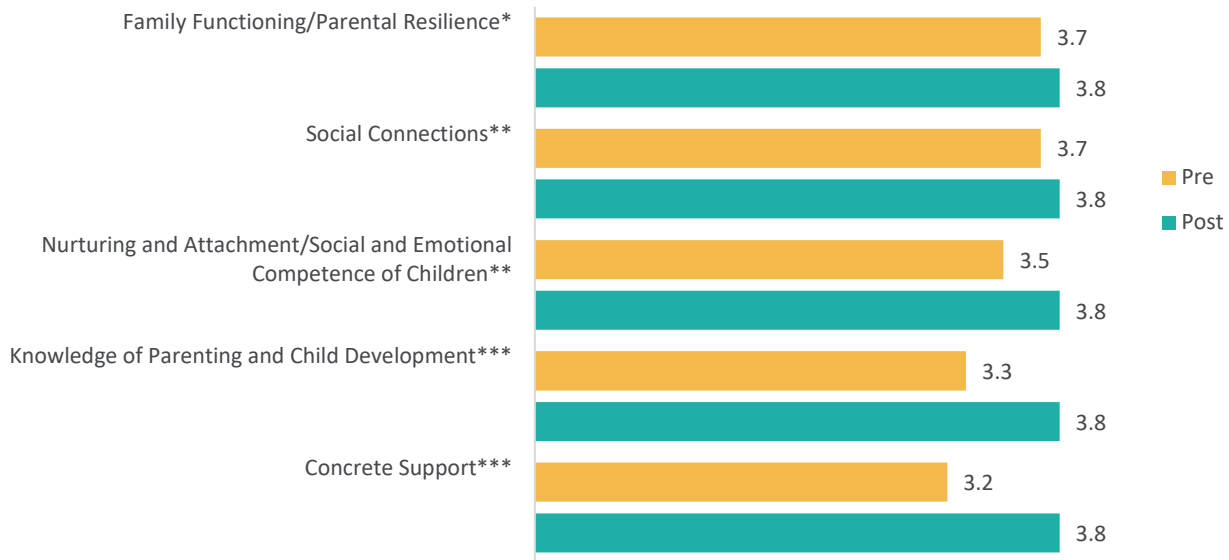 Family Functioning/Parental Resilience*
3.7
3.8
Social Connections**
3.7
3.8
Pre
Post
Nurturing and Attachment/Social and Emotional
Competence of Children**
3.5
3.8
Knowledge of Parenting and Child Development***
3.3
3.8
Concrete Support***
3.2
3.8